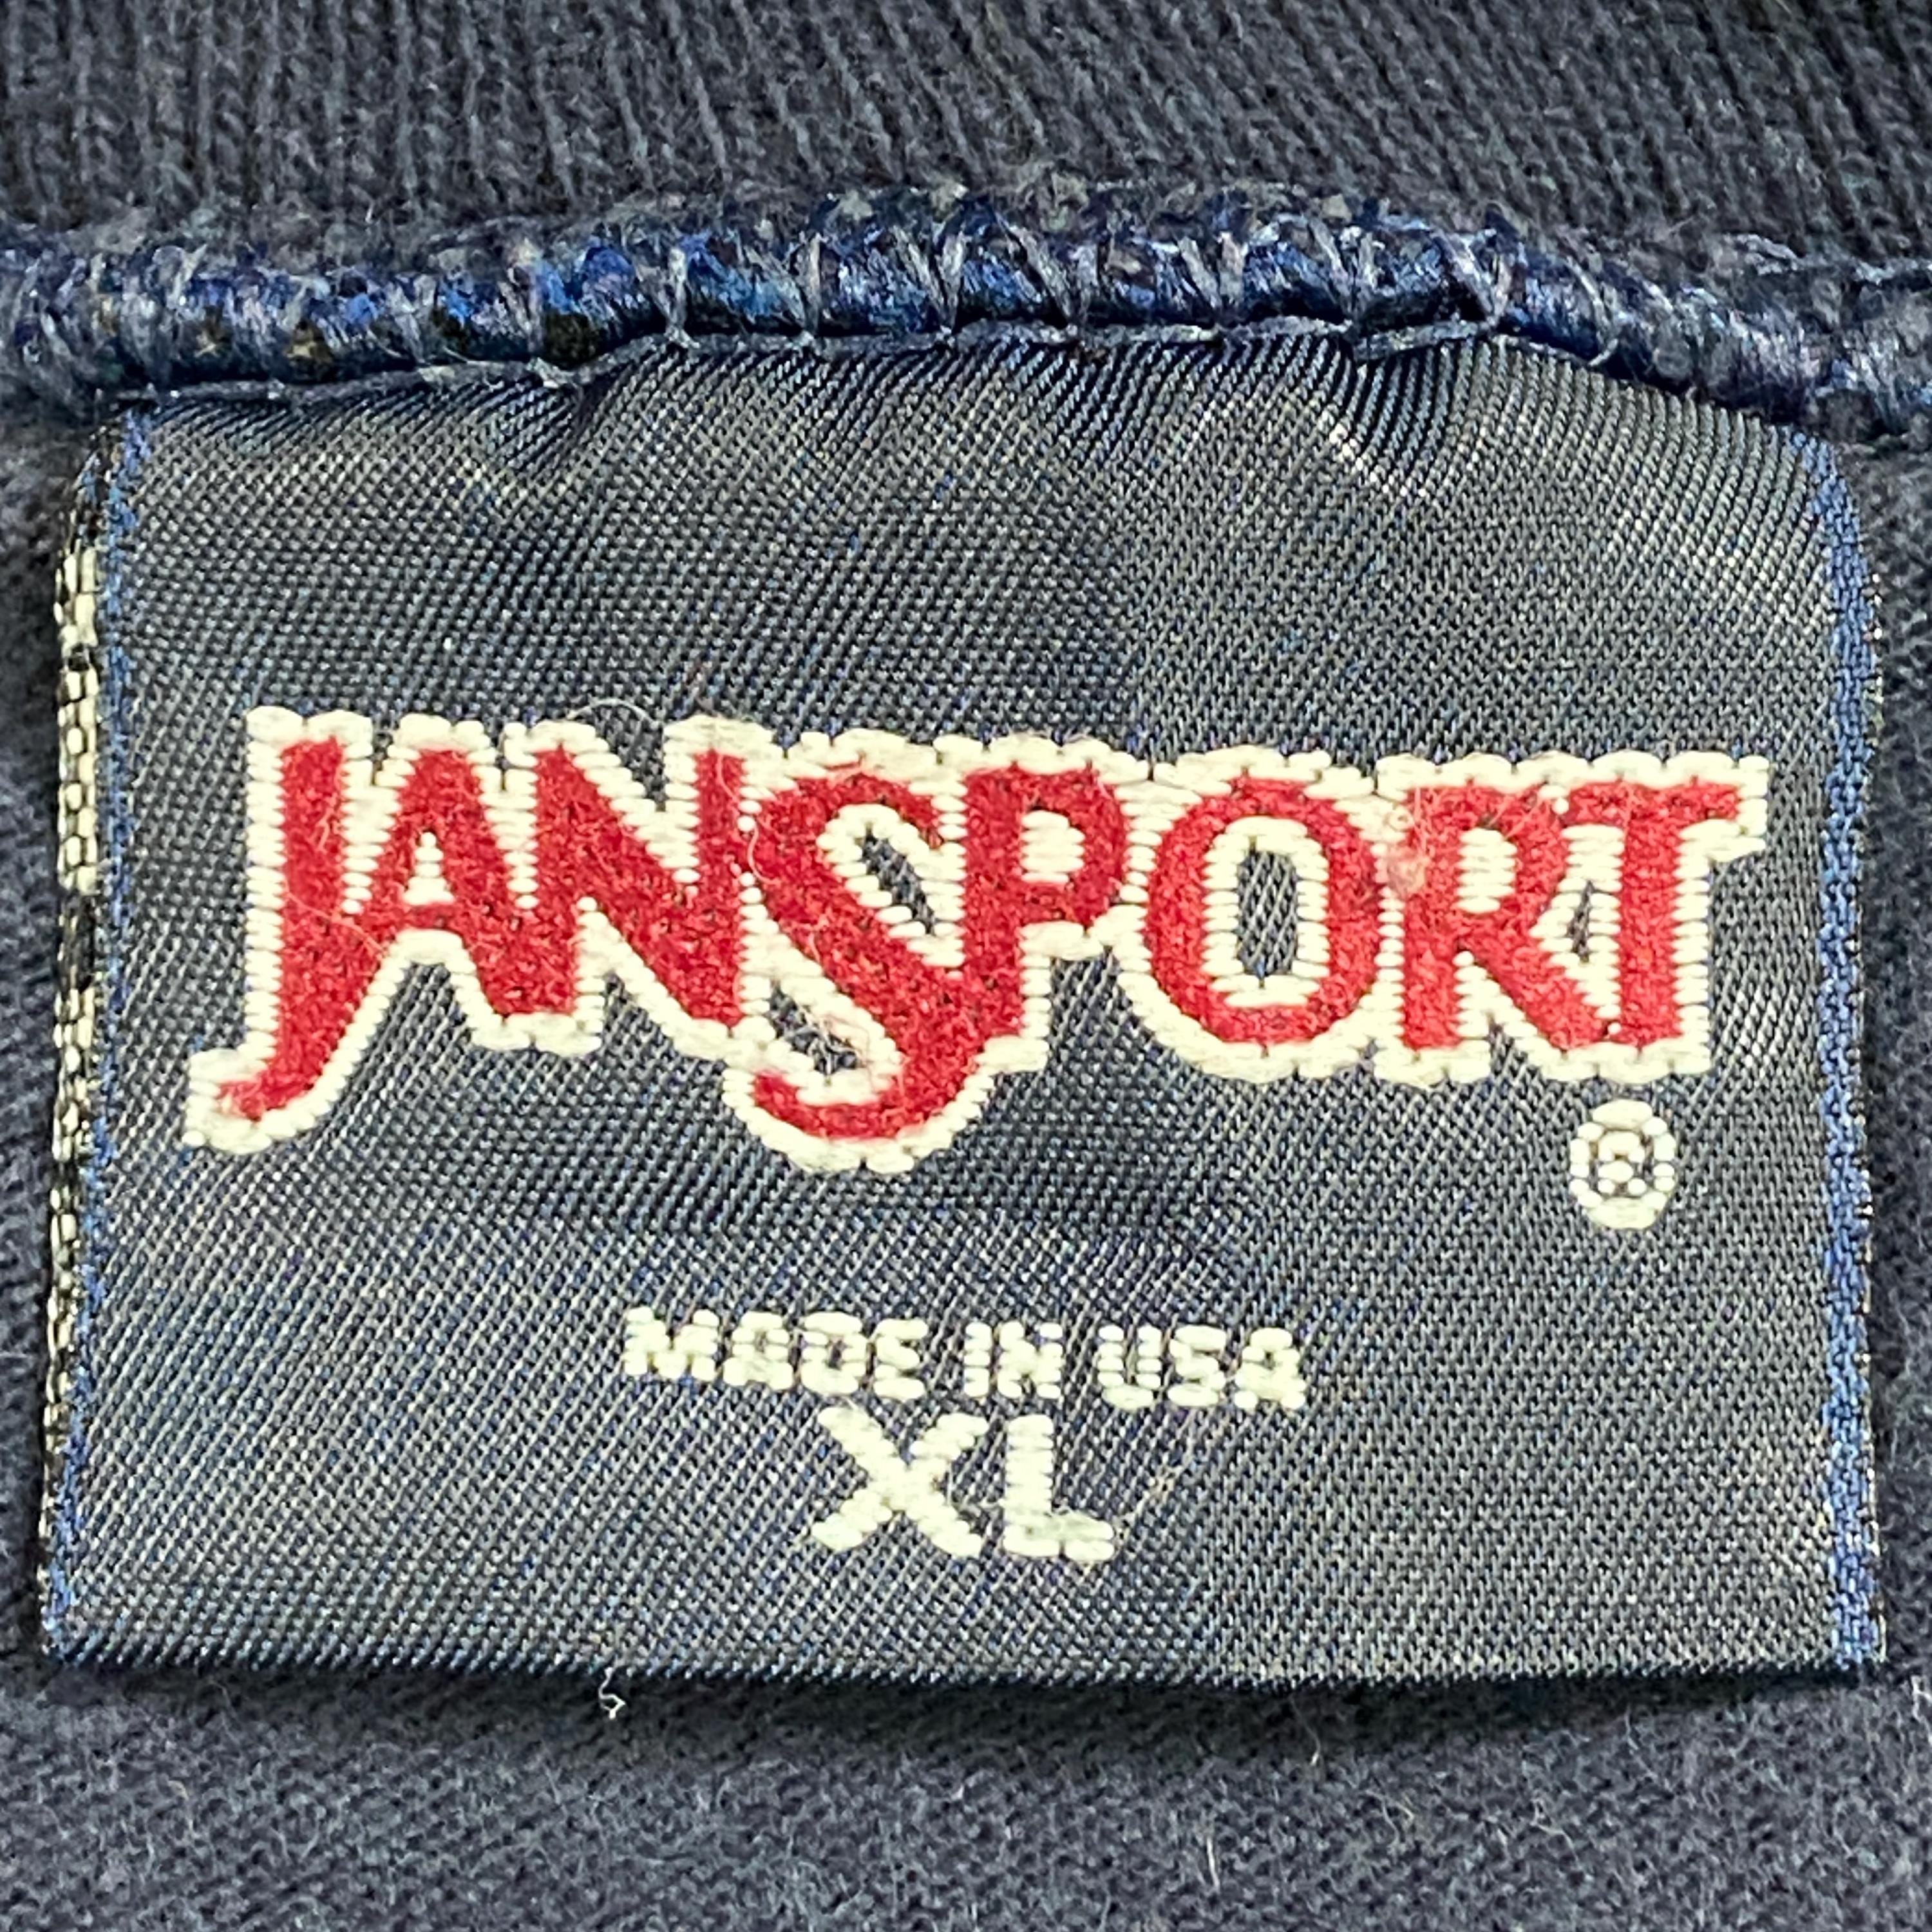 JANSPORT
®
MADE IN USA
XL